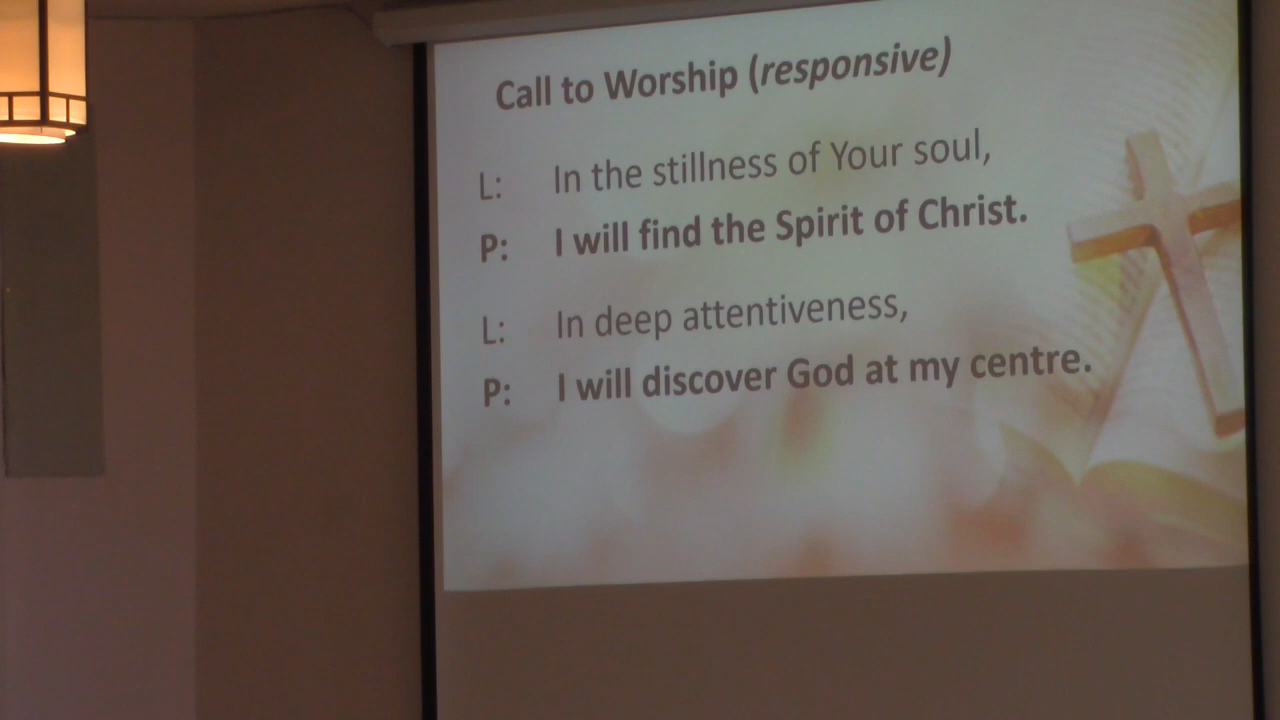 Call to Worship (responsive)
L: In the stillness of Your soul,
P: I will find the Spirit of Christ.
L: In deep attentiveness,
P: I will discover God at my centre.